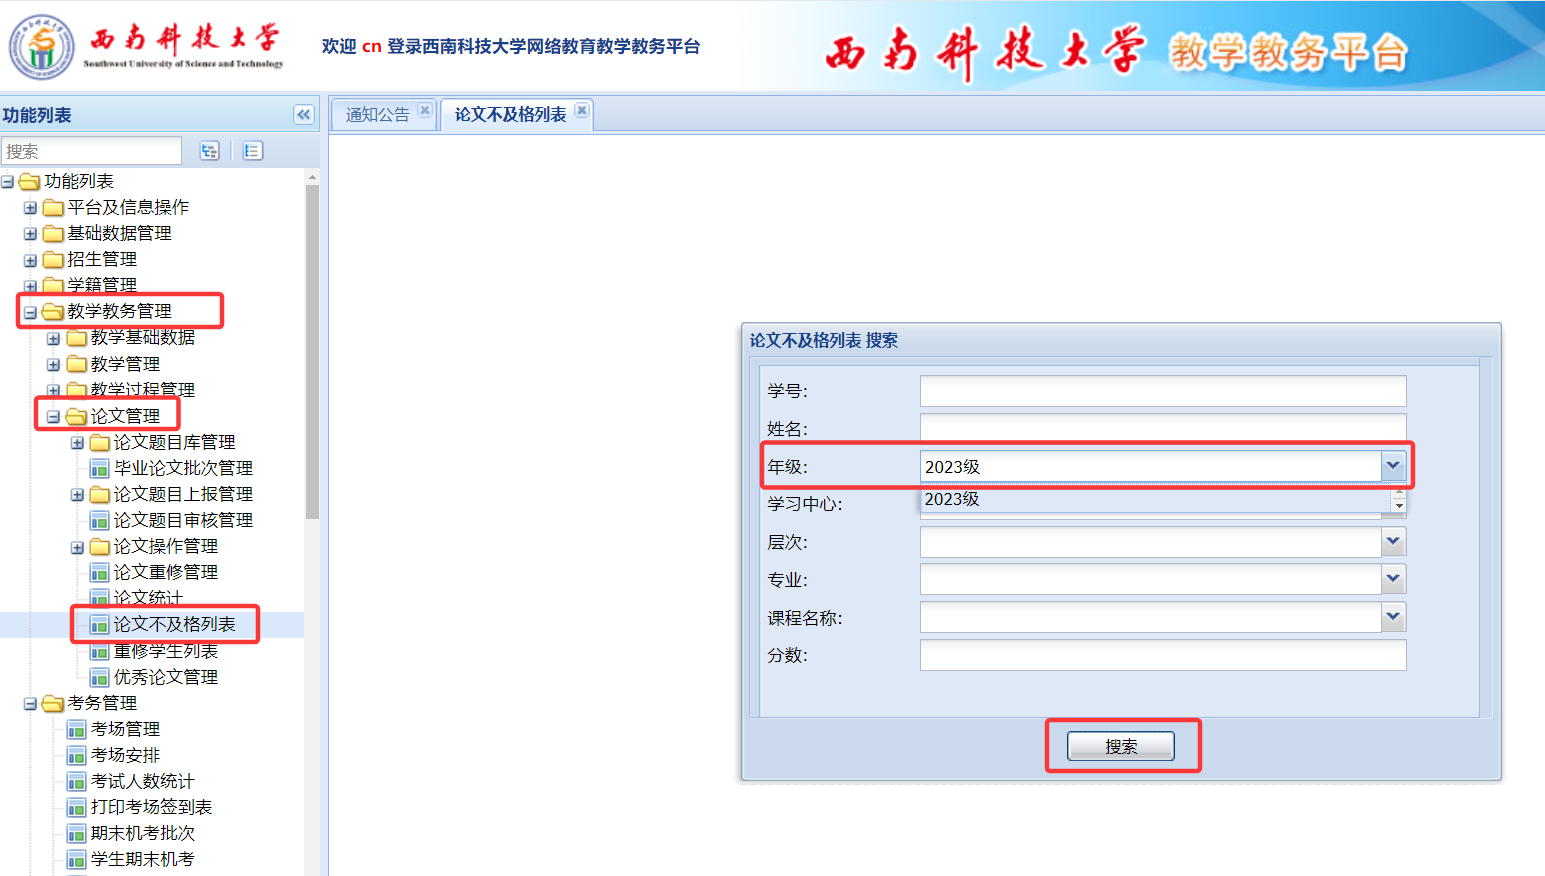 西南科技大学
Southwest University of Science and Technology
欢迎 cn 登录西南科技大学网络教育教学教务平台
西南科技大学 教学教务平台
功能列表
搜索
功能列表
平台及信息操作
基础数据管理
招生管理
学籍管理
教学教务管理
教学基础数据
教学管理
教学过程管理
论文管理
论文题目库管理
毕业论文批次管理
论文题目上报管理
论文题目审核管理
论文操作管理
论文重修管理
论文统计
论文不及格列表
重修学生列表
优秀论文管理
考务管理
考场管理
考场安排
考试人数统计
打印考场签到表
期末机考批次
学生期末机考
通知公告
论文不及格列表
论文不及格列表 搜索
学号:
姓名:
年级: 2023级
2023级
学习中心:
层次:
专业:
课程名称:
分数:
搜索